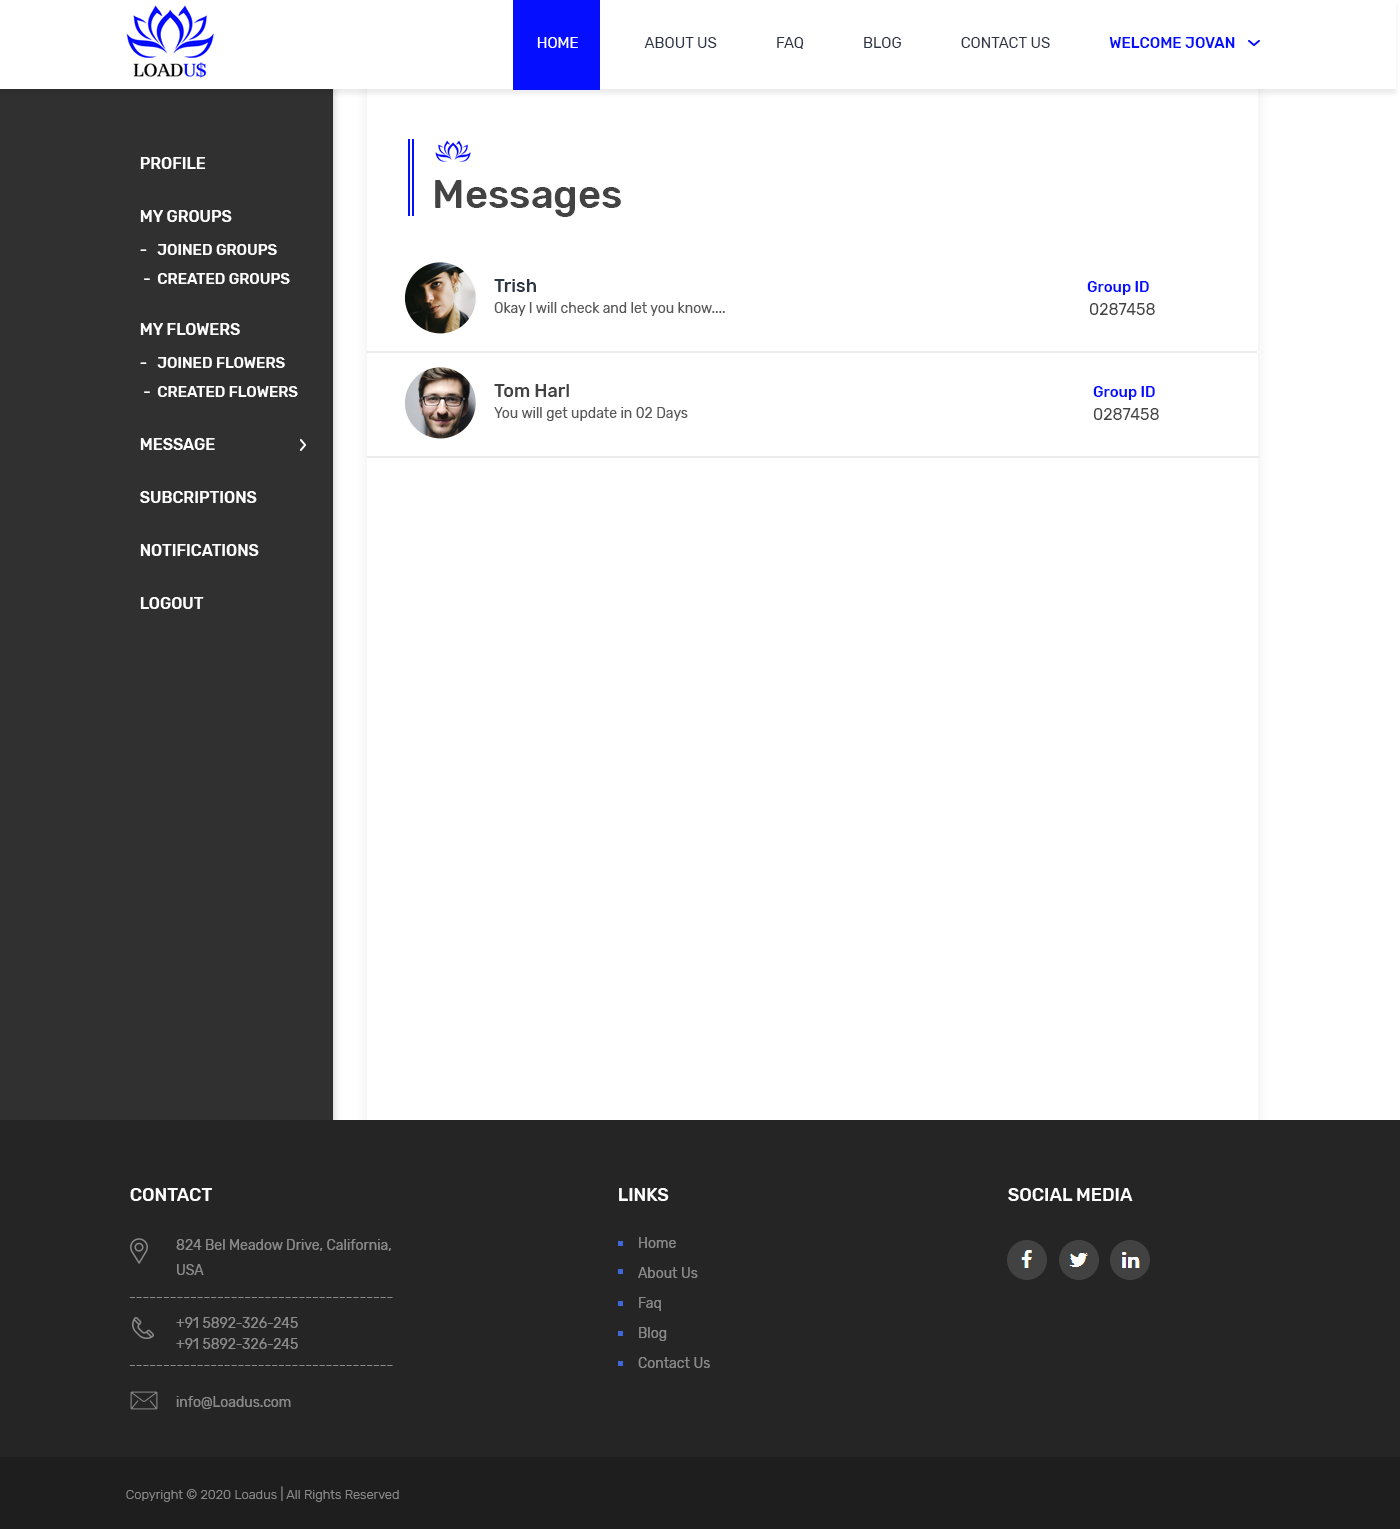 LOADU$
HOME
ABOUT US
FAQ
BLOG
CONTACT US
WELCOME JOVAN
PROFILE
MY GROUPS
- JOINED GROUPS
- CREATED GROUPS
MY FLOWERS
- JOINED FLOWERS
- CREATED FLOWERS
MESSAGE
SUBCRIPTIONS
NOTIFICATIONS
LOGOUT
Messages
Trish
Okay I will check and let you know....
Group ID
0287458
Tom Harl
You will get update in 02 Days
Group ID
0287458
CONTACT
824 Bel Meadow Drive, California,
USA
+91 5892-326-245
+91 5892-326-245
info@Loadus.com
LINKS
Home
About Us
Faq
Blog
Contact Us
SOCIAL MEDIA
Copyright © 2020 Loadus | All Rights Reserved